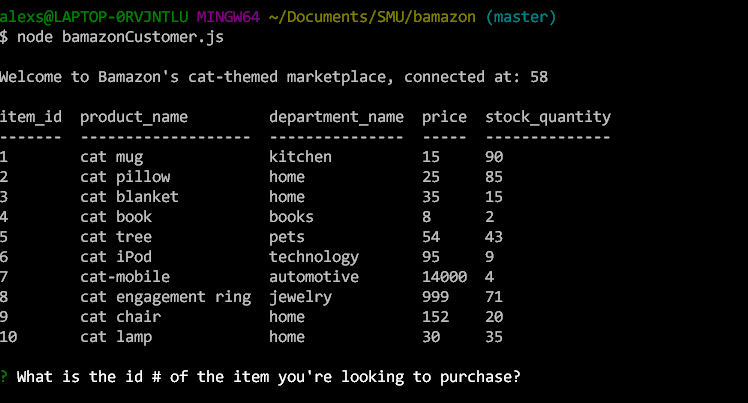 alexs@LAPTOP-0RVJNTLU MINGW64 ~/Documents/SMU/bamazon (master)
$ node bamazonCustomer.js
Welcome to Bamazon's cat-themed marketplace, connected at: 58
item_id  product_name         department_name  price  stock_quantity
-------  -------------------  ---------------  -----  --------------
1        cat mug              kitchen          15     90
2        cat pillow           home             25     85
3        cat blanket          home             35     15
4        cat book             books            8      2
5        cat tree             pets             54     43
6        cat iPod             technology       95     9
7        cat-mobile           automotive       14000  4
8        cat engagement ring  jewelry          999    71
9        cat chair            home             152    20
10       cat lamp             home             30     35
? What is the id # of the item you're looking to purchase?